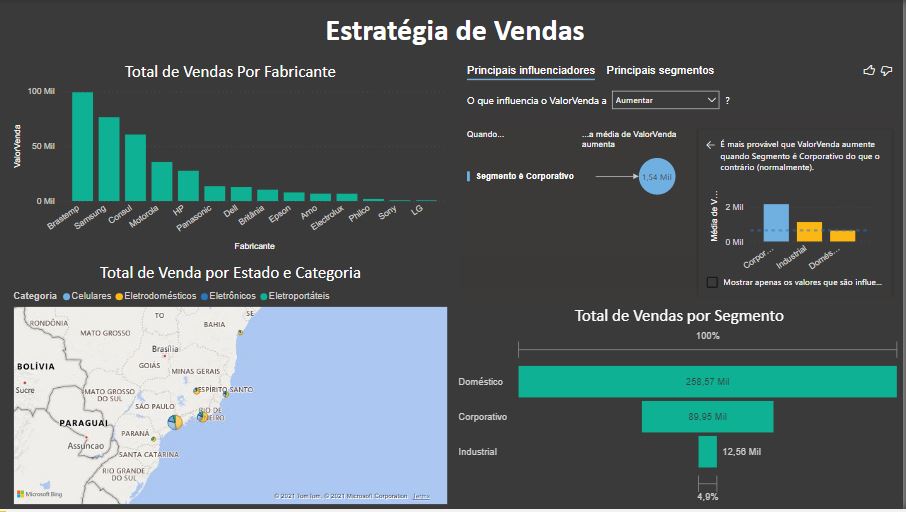 Estratégia de Vendas
Total de Vendas Por Fabricante
ValorVenda
100 Mil
50 Mil
0 Mil
Brastemp
Samsung
Consul
Motorola
HP
Panasonic
Dell
Britânia
Epson
Arno
Electrolux
Philco
Sony
LG
Fabricante
Principais influenciadores Principais segmentos
O que influencia o ValorVenda a Aumentar ?
Quando...
...a média de ValorVenda
aumenta
Segmento é Corporativo
1,54 Mil
É mais provável que ValorVenda aumente
quando Segmento é Corporativo do que o
contrário (normalmente).
Média de V...
2 Mil
0 Mil
Corpor...
Industrial
Domés...
Mostrar apenas os valores que são influe...
Total de Venda por Estado e Categoria
Categoria Celulares Eletrodomésticos Eletrônicos Eletroportáteis
SE
TO
RONDÔNIA
BAHIA
MATO GROSSO
Brasília
GOIÁS
BOLÍVIA
MINAS GERAIS
Sucre
MATO GROSSO
DO SUL
ESPÍRITO SANTO
SÃO PAULO
RIO DE
JANEIRO
PARAGUAI
PARANÁ
Assuncao
SANTA CATARINA
RIO GRANDE
DO SUL
Microsoft Bing
© 2021 TomTom, © 2021 Microsoft Corporation Terms
Total de Vendas por Segmento
100%
Doméstico 258,57 Mil
Corporativo 89,95 Mil
Industrial 12,56 Mil
4,9%